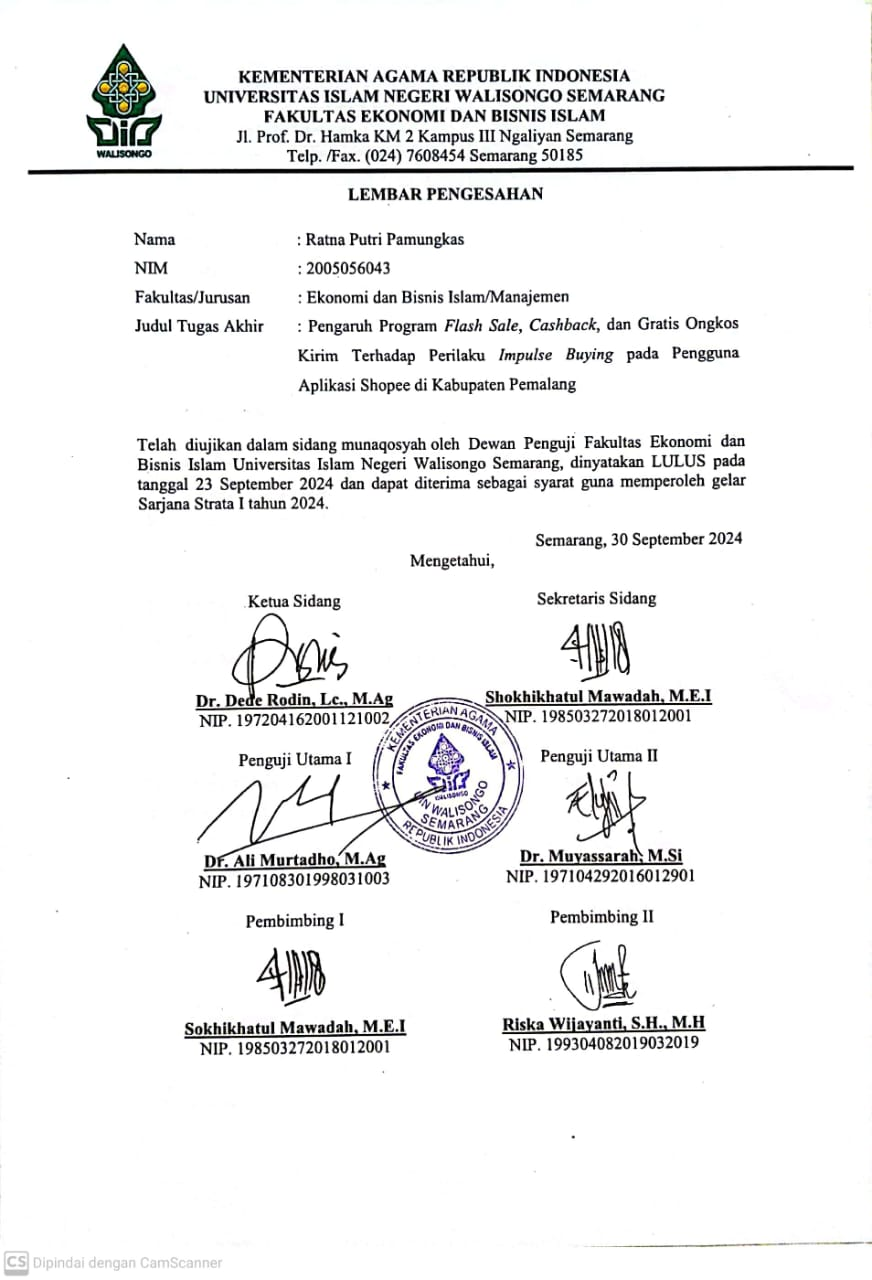 WALISONGO
KEMENTERIAN AGAMA REPUBLIK INDONESIA
UNIVERSITAS ISLAM NEGERI WALISONGO SEMARANG
FAKULTAS EKONOMI DAN BISNIS ISLAM
Jl. Prof. Dr. Hamka KM 2 Kampus III Ngaliyan Semarang
Telp. /Fax. (024) 7608454 Semarang 50185
LEMBAR PENGESAHAN
Nama : Ratna Putri Pamungkas
NIM : 2005056043
Fakultas/Jurusan : Ekonomi dan Bisnis Islam/Manajemen
Judul Tugas Akhir : Pengaruh Program Flash Sale, Cashback, dan Gratis Ongkos
Kirim Terhadap Perilaku Impulse Buying pada Pengguna
Aplikasi Shopee di Kabupaten Pemalang
Telah diujikan dalam sidang munaqosyah oleh Dewan Penguji Fakultas Ekonomi dan
Bisnis Islam Universitas Islam Negeri Walisongo Semarang, dinyatakan LULUS pada
tanggal 23 September 2024 dan dapat diterima sebagai syarat guna memperoleh gelar
Sarjana Strata I tahun 2024.
Semarang, 30 September 2024
Mengetahui,
Ketua Sidang
Sekretaris Sidang
Dr. Dede Rodin, Lc., M.Ag
NIP. 197204162001121002
Shokhikhatul Mawadah, M.E.I
NIP. 198503272018012001
KEMENTERIAN AGAMA
FAKULTAS EKONOMI DAN BISNIS ISLAM
WALISONGO
UIN WALISONGO
SEMARANG
REPUBLIK INDONESIA
Penguji Utama I
Penguji Utama II
Dr. Ali Murtadho, M.Ag
NIP. 197108301998031003
Dr. Muyassarah, M.Si
NIP. 197104292016012901
Pembimbing I
Pembimbing II
Sokhikhatul Mawadah, M.E.I
NIP. 198503272018012001
Riska Wijayanti, S.H., M.H
NIP. 199304082019032019
CS Dipindai dengan CamScanner